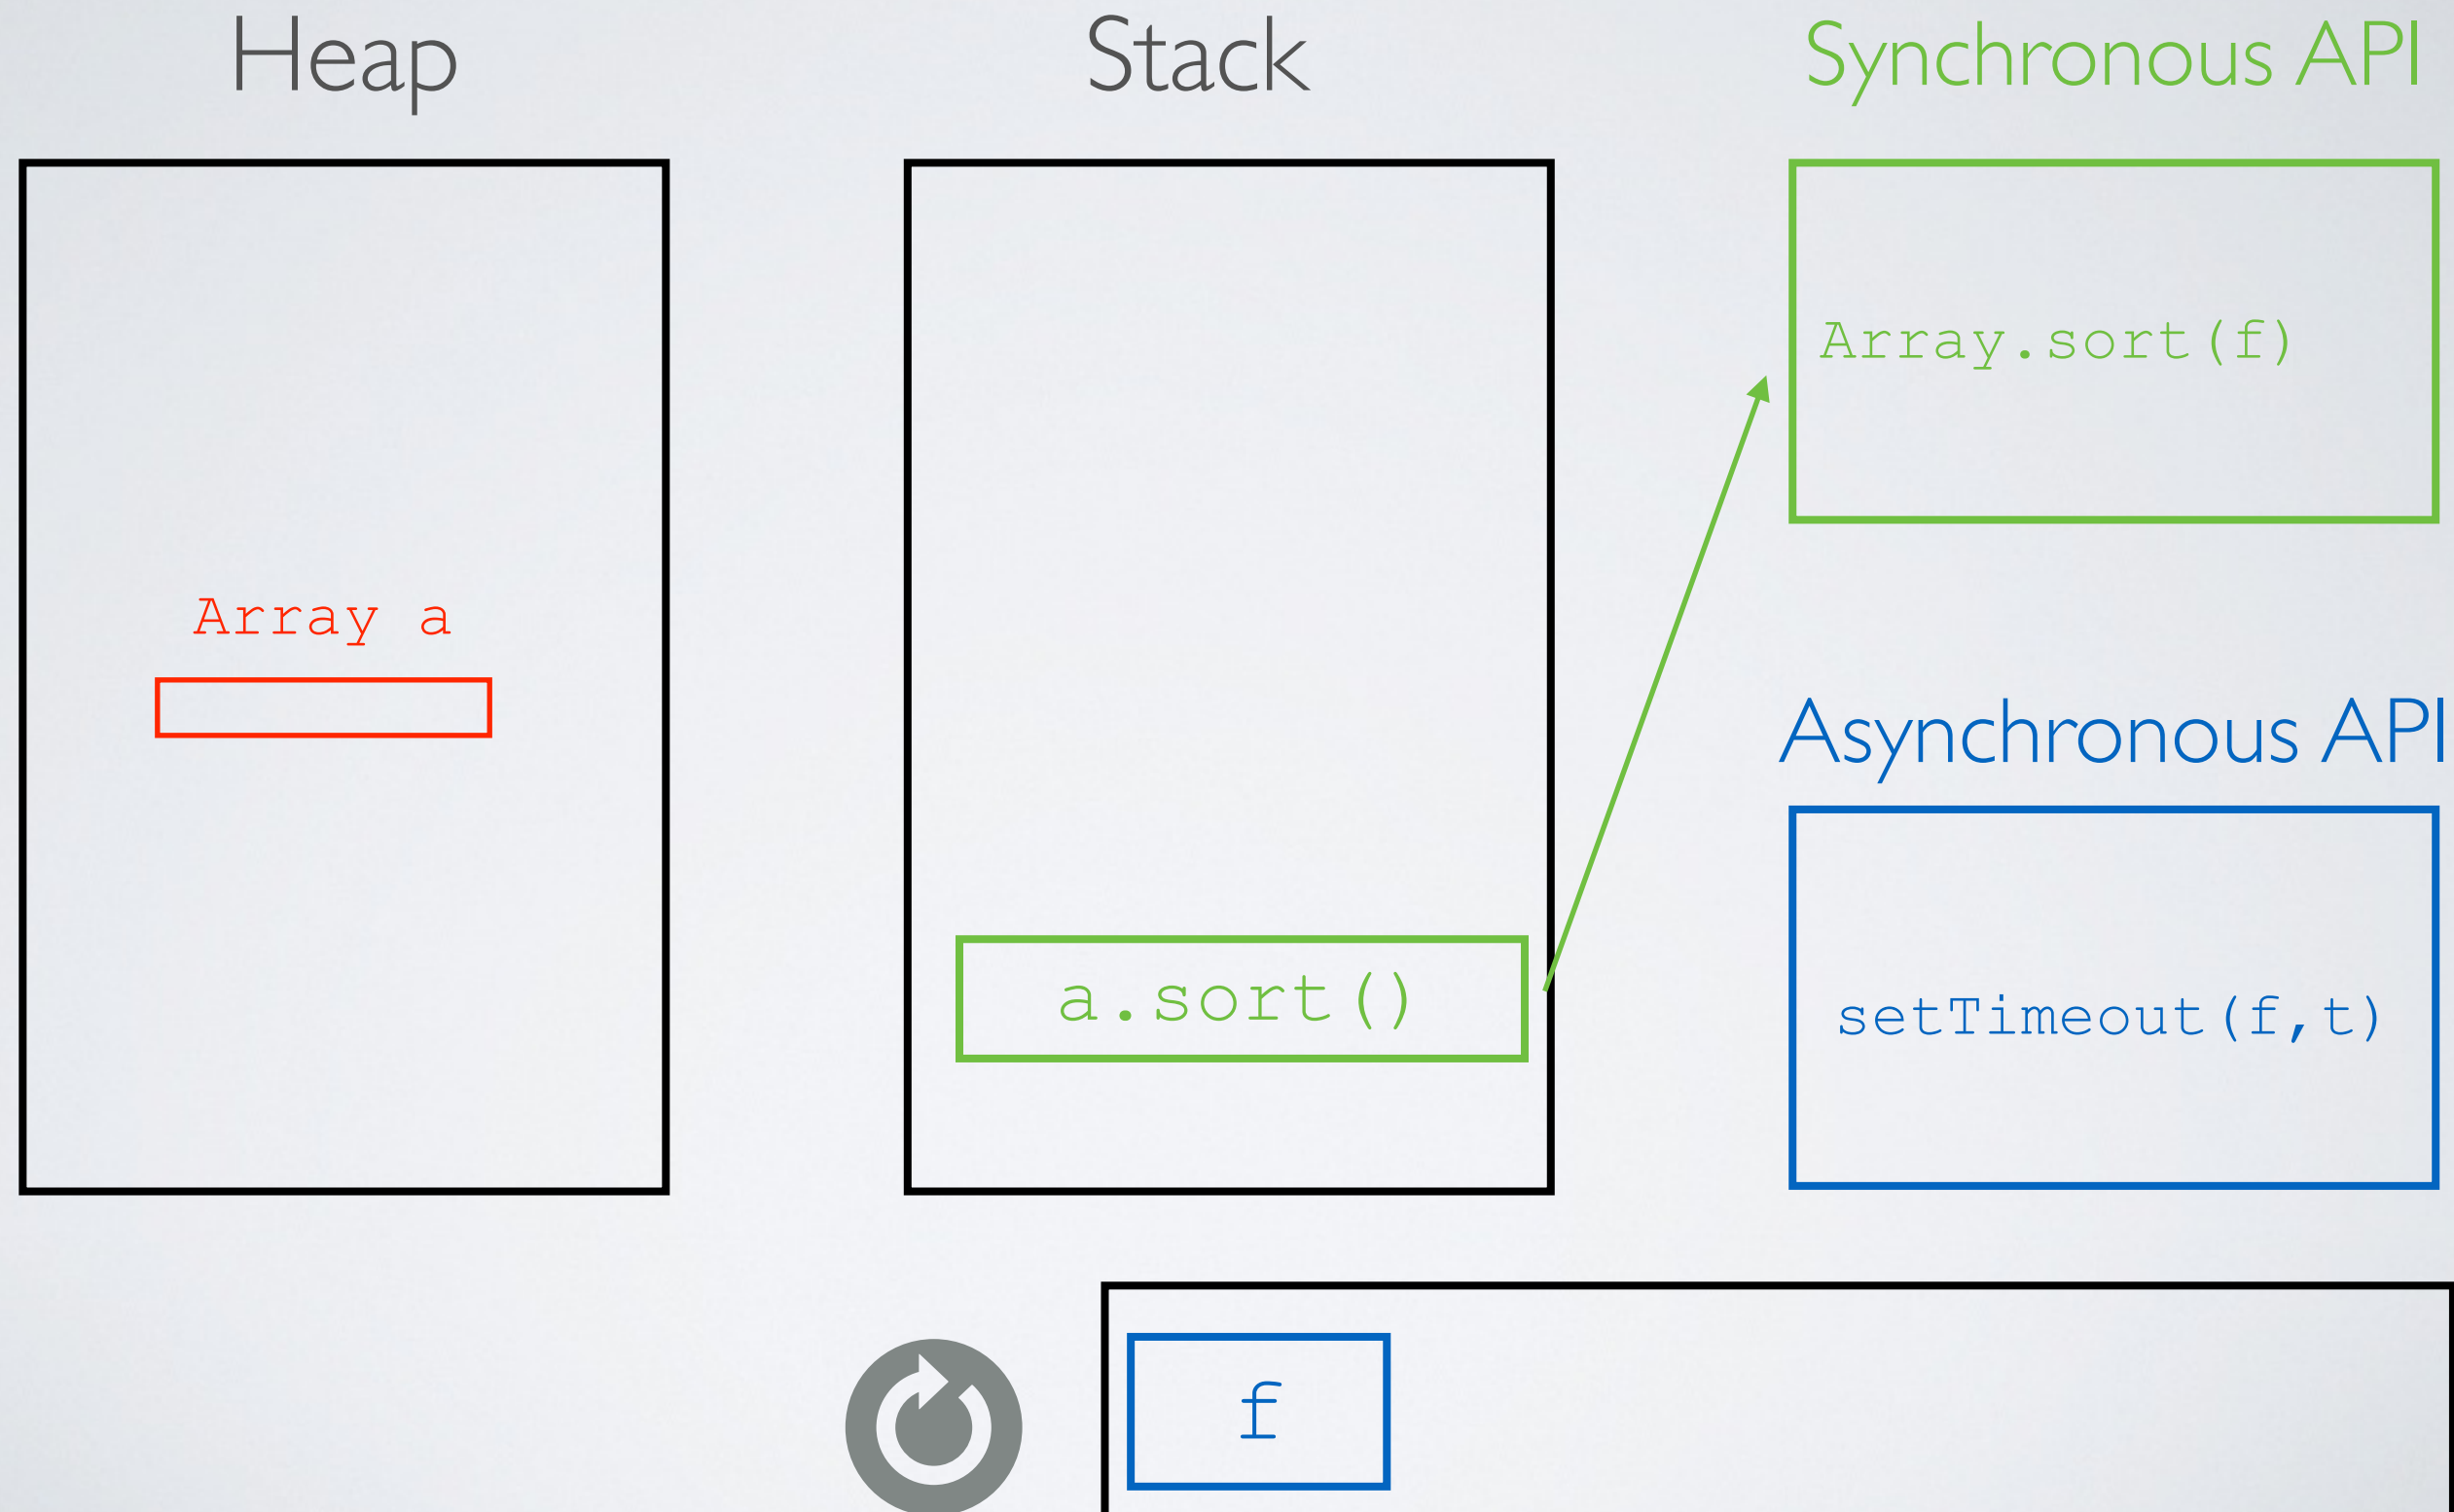 Heap
Stack
Synchronous API
Array.sort(f)
Array a
Asynchronous API
a.sort()
setTimeout(f,t)
f